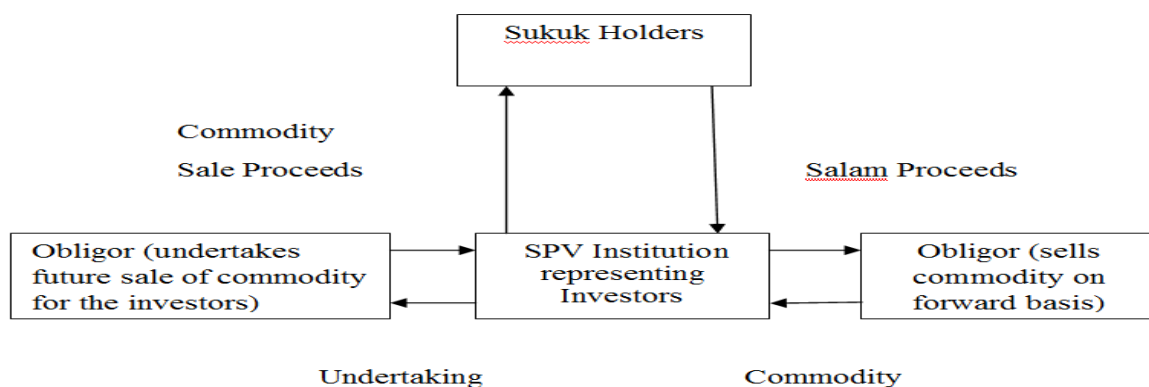 Sukuk Holders
Commodity
Sale Proceeds
Salam Proceeds
Obligor (undertakes
future sale of commodity
for the investors)
SPV Institution
representing
Investors
Obligor (sells
commodity on
forward basis)
Undertaking
Commodity